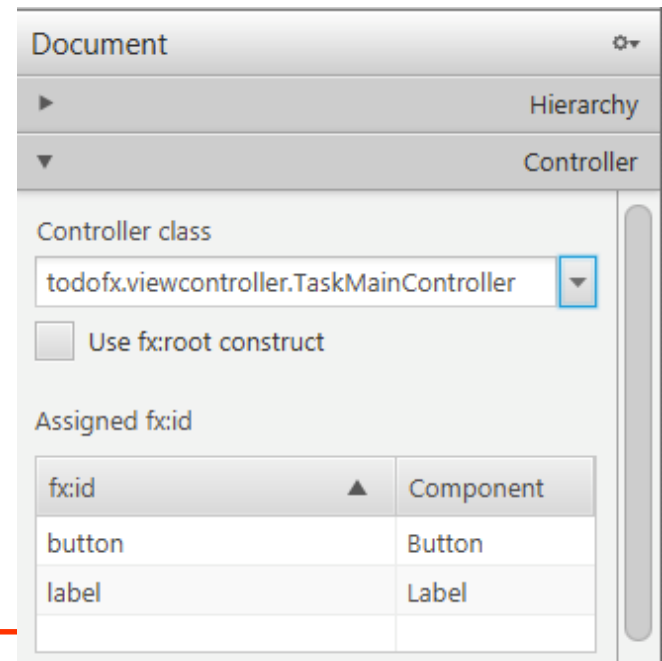 Document
Hierarchy
Controller
Controller class
todofx.viewcontroller.TaskMainController
Use fx:root construct
Assigned fx:id
fx:id Component
button Button
label Label